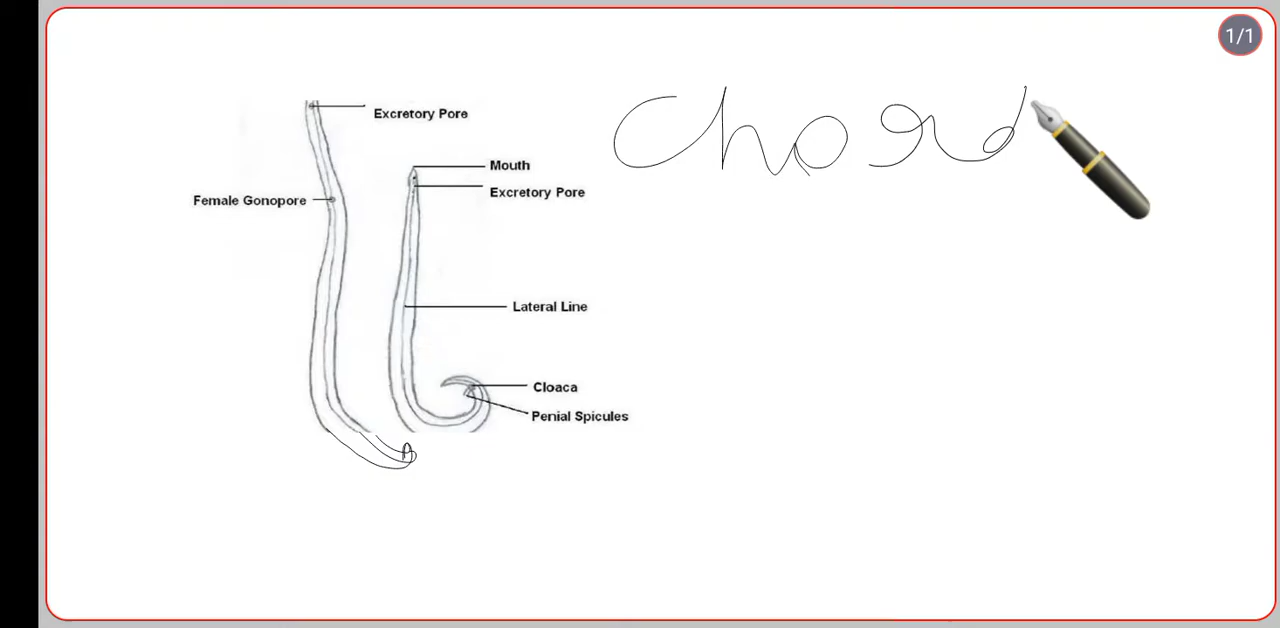 1/1
Chord
Excretory Pore
Mouth
Excretory Pore
Female Gonopore
Lateral Line
Cloaca
Penial Spicules